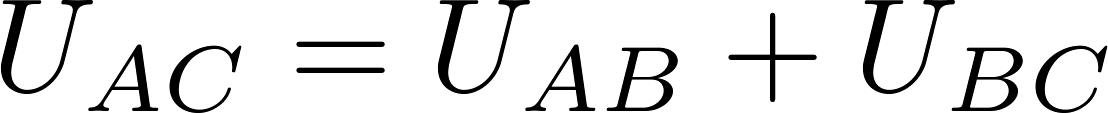 U_{AC} = U_{AB} + U_{BC}